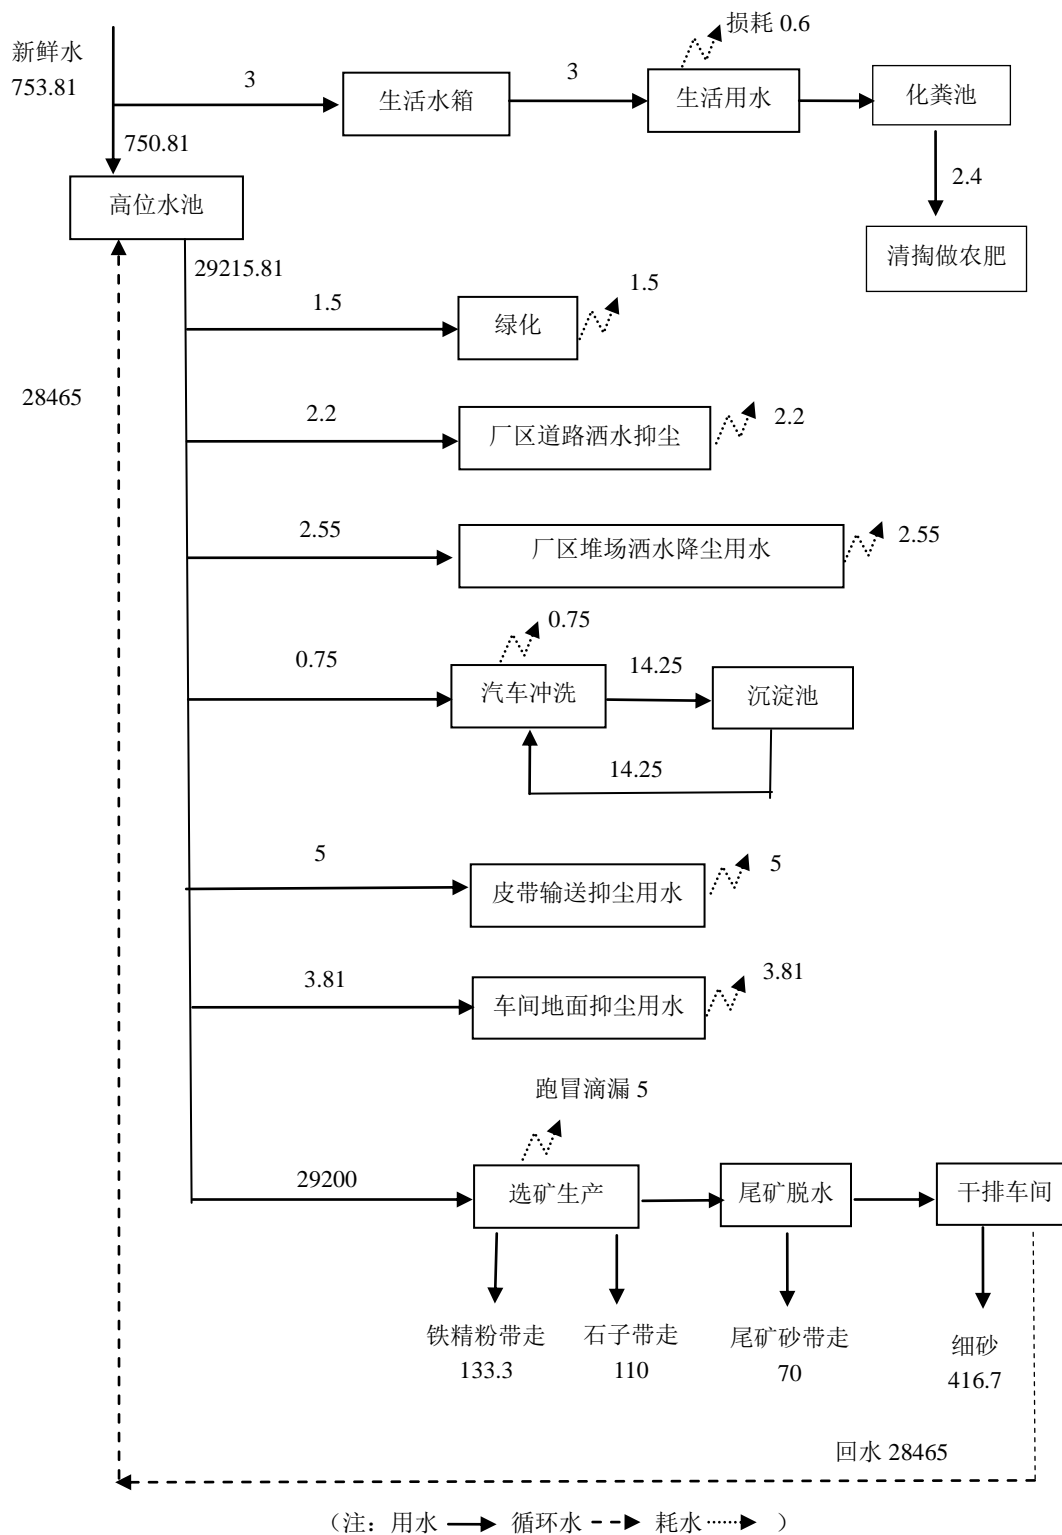 损耗 0.6
新鲜水
753.81
3
生活水箱
3
生活用水
化粪池
750.81
2.4
高位水池
清掏做农肥
29215.81
1.5
绿化
1.5
28465
2.2
厂区道路洒水抑尘
2.2
2.55
厂区堆场洒水降尘用水
2.55
0.75
0.75
汽车冲洗
14.25
沉淀池
14.25
5
皮带输送抑尘用水
5
3.81
车间地面抑尘用水
3.81
跑冒滴漏 5
29200
选矿生产
尾矿脱水
干排车间
铁精粉带走
133.3
石子带走
110
尾矿砂带走
70
细砂
416.7
回水 28465
（注：用水 循环水 耗水 ）